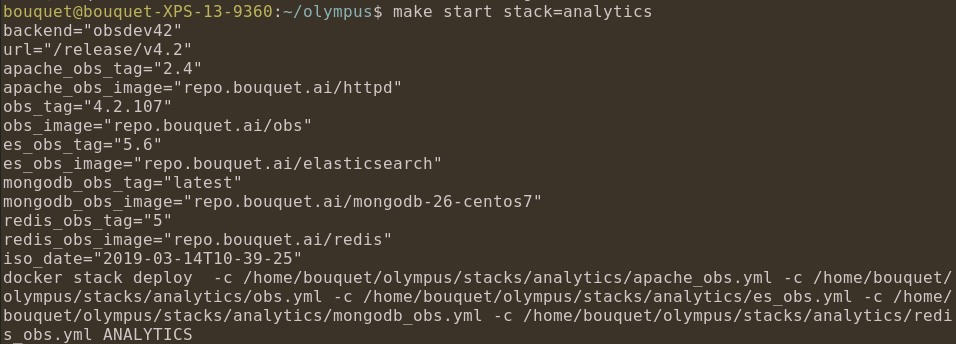 bouquet@bouquet-XPS-13-9360:~/olympus$ make start stack=analytics
backend="obsdev42"
url="/release/v4.2"
apache_obs_tag="2.4"
apache_obs_image="repo.bouquet.ai/httpd"
obs_tag="4.2.107"
obs_image="repo.bouquet.ai/obs"
es_obs_tag="5.6"
es_obs_image="repo.bouquet.ai/elasticsearch"
mongodb_obs_tag="latest"
mongodb_obs_image="repo.bouquet.ai/mongodb-26-centos7"
redis_obs_tag="5"
redis_obs_image="repo.bouquet.ai/redis"
iso_date="2019-03-14T10-39-25"
docker stack deploy  -c /home/bouquet/olympus/stacks/analytics/apache_obs.yml -c /home/bouquet/
olympus/stacks/analytics/obs.yml -c /home/bouquet/olympus/stacks/analytics/es_obs.yml -c /home/
bouquet/olympus/stacks/analytics/mongodb_obs.yml -c /home/bouquet/olympus/stacks/analytics/redi
s_obs.yml ANALYTICS